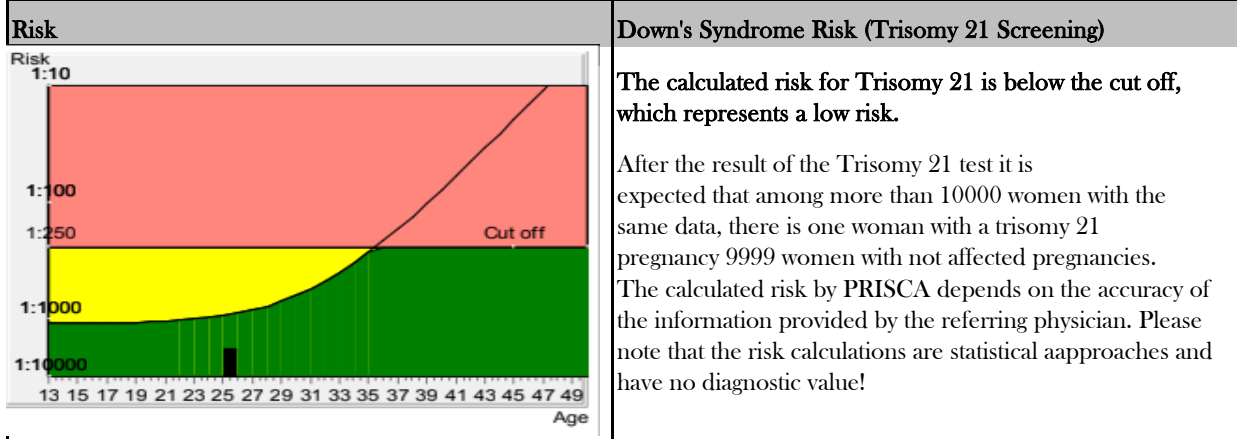 Risk
Down's Syndrome Risk (Trisomy 21 Screening)
Risk
1:10
1:100
1:250
Cut off
1:1000
1:10000
13 15 17 19 21 23 25 27 29 31 33 35 37 39 41 43 45 47 49
Age
The calculated risk for Trisomy 21 is below the cut off,
which represents a low risk.
After the result of the Trisomy 21 test it is
expected that among more than 10000 women with the
same data, there is one woman with a trisomy 21
pregnancy 9999 women with not affected pregnancies.
The calculated risk by PRISCA depends on the accuracy of
the information provided by the referring physician. Please
note that the risk calculations are statistical aapproaches and
have no diagnostic value!